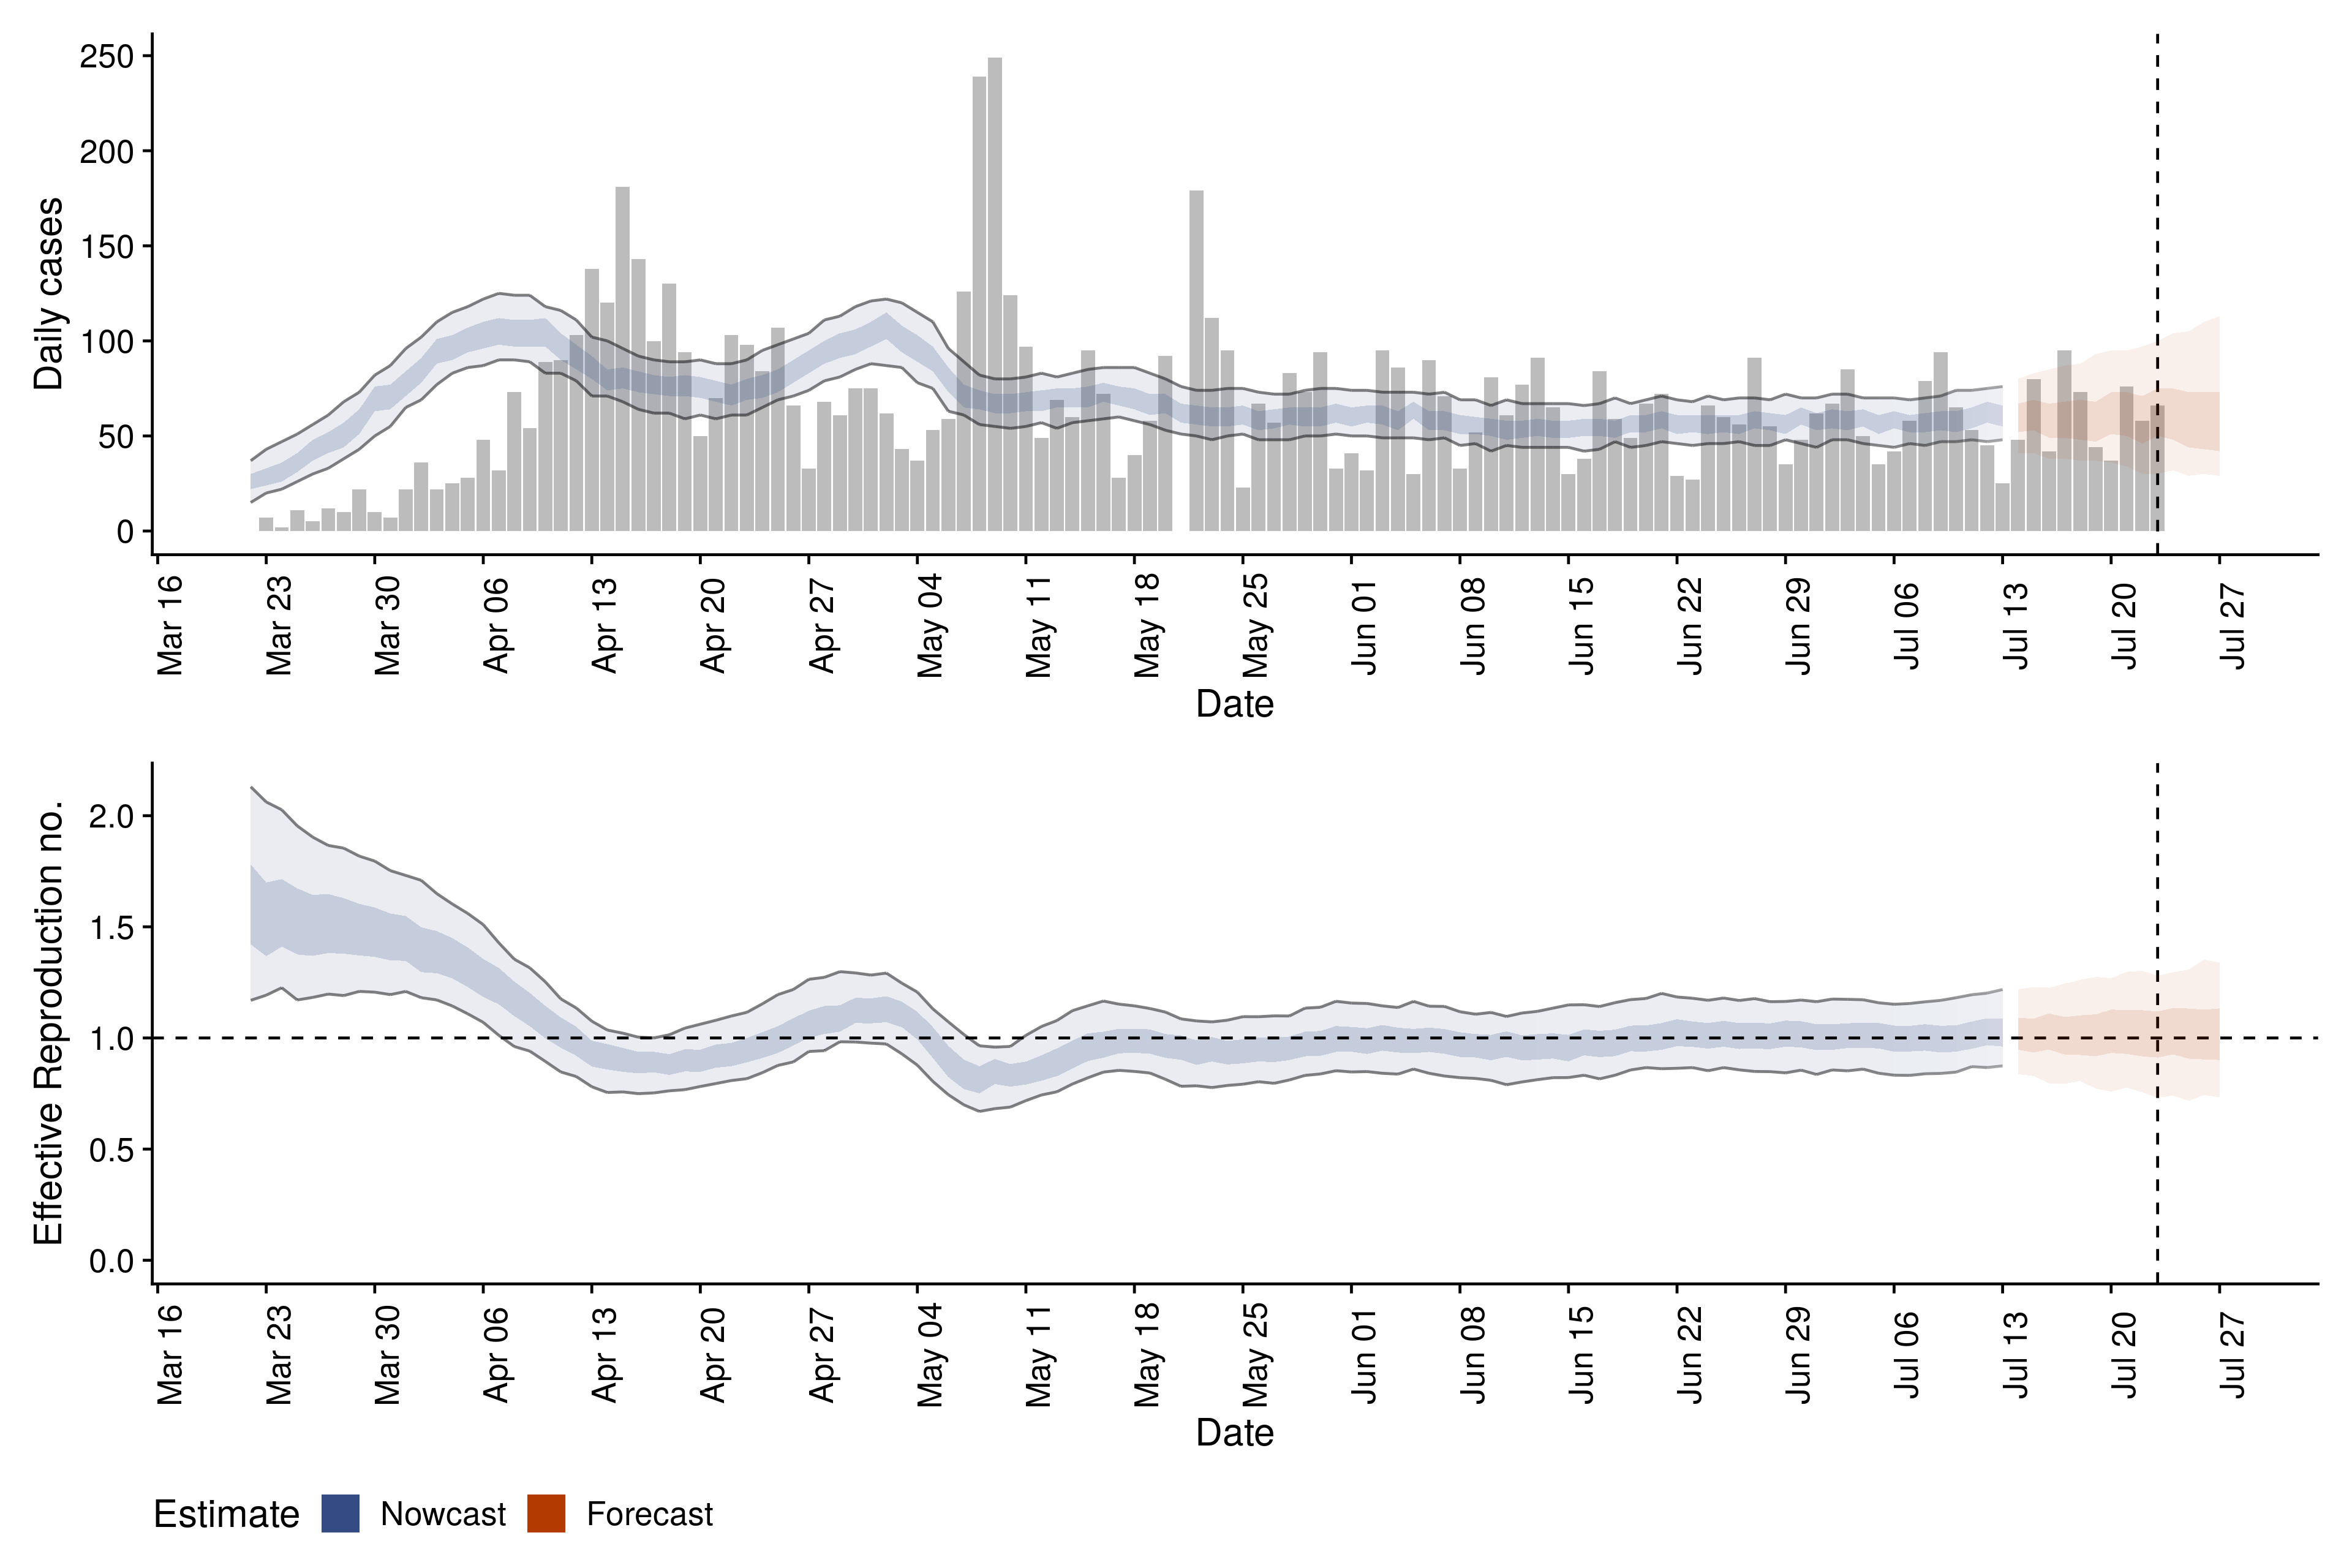 Daily cases
250
200
150
100
50
0
Mar 16
Mar 23
Mar 30
Apr 06
Apr 13
Apr 20
Apr 27
May 04
May 11
May 18
May 25
Jun 01
Jun 08
Jun 15
Jun 22
Jun 29
Jul 06
Jul 13
Jul 20
Jul 27
Date
Effective Reproduction no.
2.0
1.5
1.0
0.5
0.0
Mar 16
Mar 23
Mar 30
Apr 06
Apr 13
Apr 20
Apr 27
May 04
May 11
May 18
May 25
Jun 01
Jun 08
Jun 15
Jun 22
Jun 29
Jul 06
Jul 13
Jul 20
Jul 27
Date
Estimate Nowcast Forecast